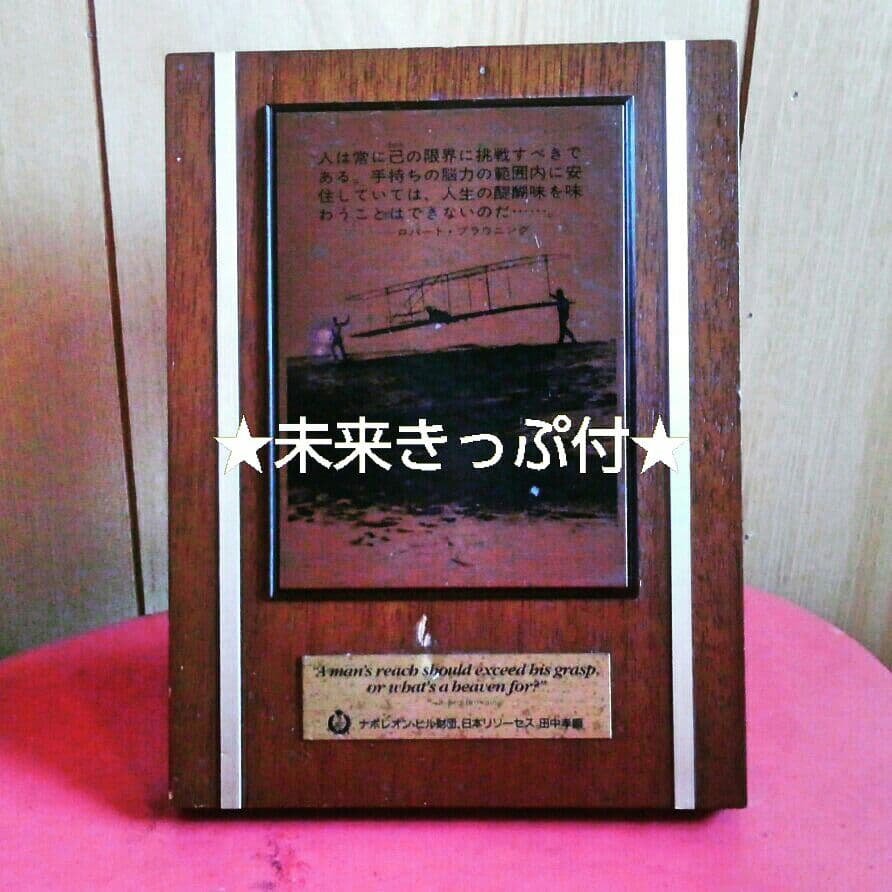 人は常に己の限界に挑戦すべきで
ある。手持ちの脳力の範囲内に安
住していては、人生の醍醐味を味
わうことはできないのだ……。
ロバート・ブラウニング
★未来きっぷ付★
"A man's reach should exceed his grasp,
or what's a heaven for?"
ナポレオン・ヒル財団、日本リソーセス 田中孝顕